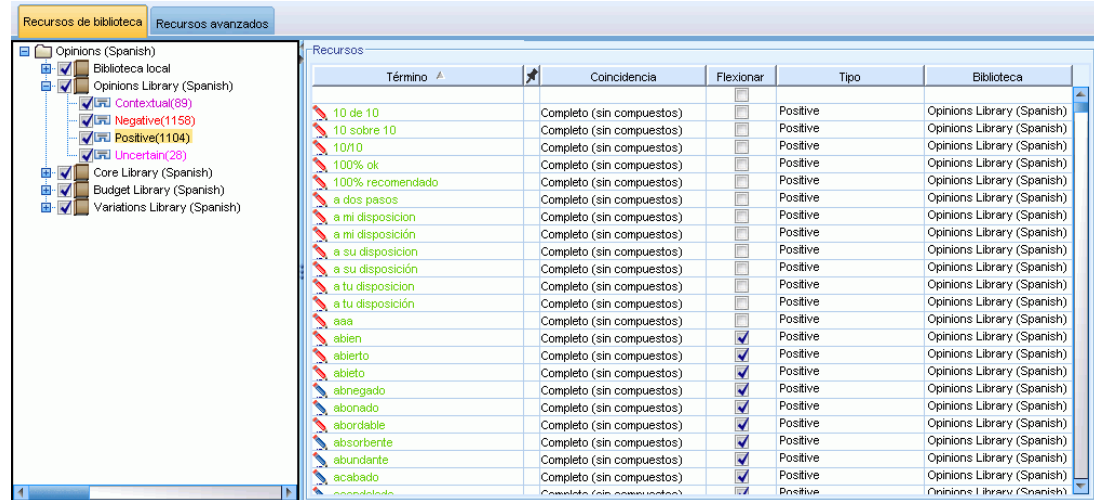 Recursos de biblioteca Recursos avanzados
Opinions (Spanish)
Biblioteca local
Opinions Library (Spanish)
Contextual(89)
Negative(1158)
Positive(1104)
Uncertain(28)
Core Library (Spanish)
Budget Library (Spanish)
Variations Library (Spanish)
Recursos
Término Coincidencia Flexionar Tipo Biblioteca
10 de 10 Completo (sin compuestos) Positive Opinions Library (Spanish)
10 sobre 10 Completo (sin compuestos) Positive Opinions Library (Spanish)
10/10 Completo (sin compuestos) Positive Opinions Library (Spanish)
100% ok Completo (sin compuestos) Positive Opinions Library (Spanish)
100% recomendado Completo (sin compuestos) Positive Opinions Library (Spanish)
a dos pasos Completo (sin compuestos) Positive Opinions Library (Spanish)
a mi disposicion Completo (sin compuestos) Positive Opinions Library (Spanish)
a mi disposición Completo (sin compuestos) Positive Opinions Library (Spanish)
a su disposicion Completo (sin compuestos) Positive Opinions Library (Spanish)
a su disposición Completo (sin compuestos) Positive Opinions Library (Spanish)
a tu disposicion Completo (sin compuestos) Positive Opinions Library (Spanish)
a tu disposición Completo (sin compuestos) Positive Opinions Library (Spanish)
aaa Completo (sin compuestos) Positive Opinions Library (Spanish)
abien Completo (sin compuestos) Positive Opinions Library (Spanish)
abierto Completo (sin compuestos) Positive Opinions Library (Spanish)
abieto Completo (sin compuestos) Positive Opinions Library (Spanish)
abnegado Completo (sin compuestos) Positive Opinions Library (Spanish)
abonado Completo (sin compuestos) Positive Opinions Library (Spanish)
abordable Completo (sin compuestos) Positive Opinions Library (Spanish)
absorbente Completo (sin compuestos) Positive Opinions Library (Spanish)
abundante Completo (sin compuestos) Positive Opinions Library (Spanish)
acabado Completo (sin compuestos) Positive Opinions Library (Spanish)
Completo (sin compuestos) Positive Opinions Library (Spanish)